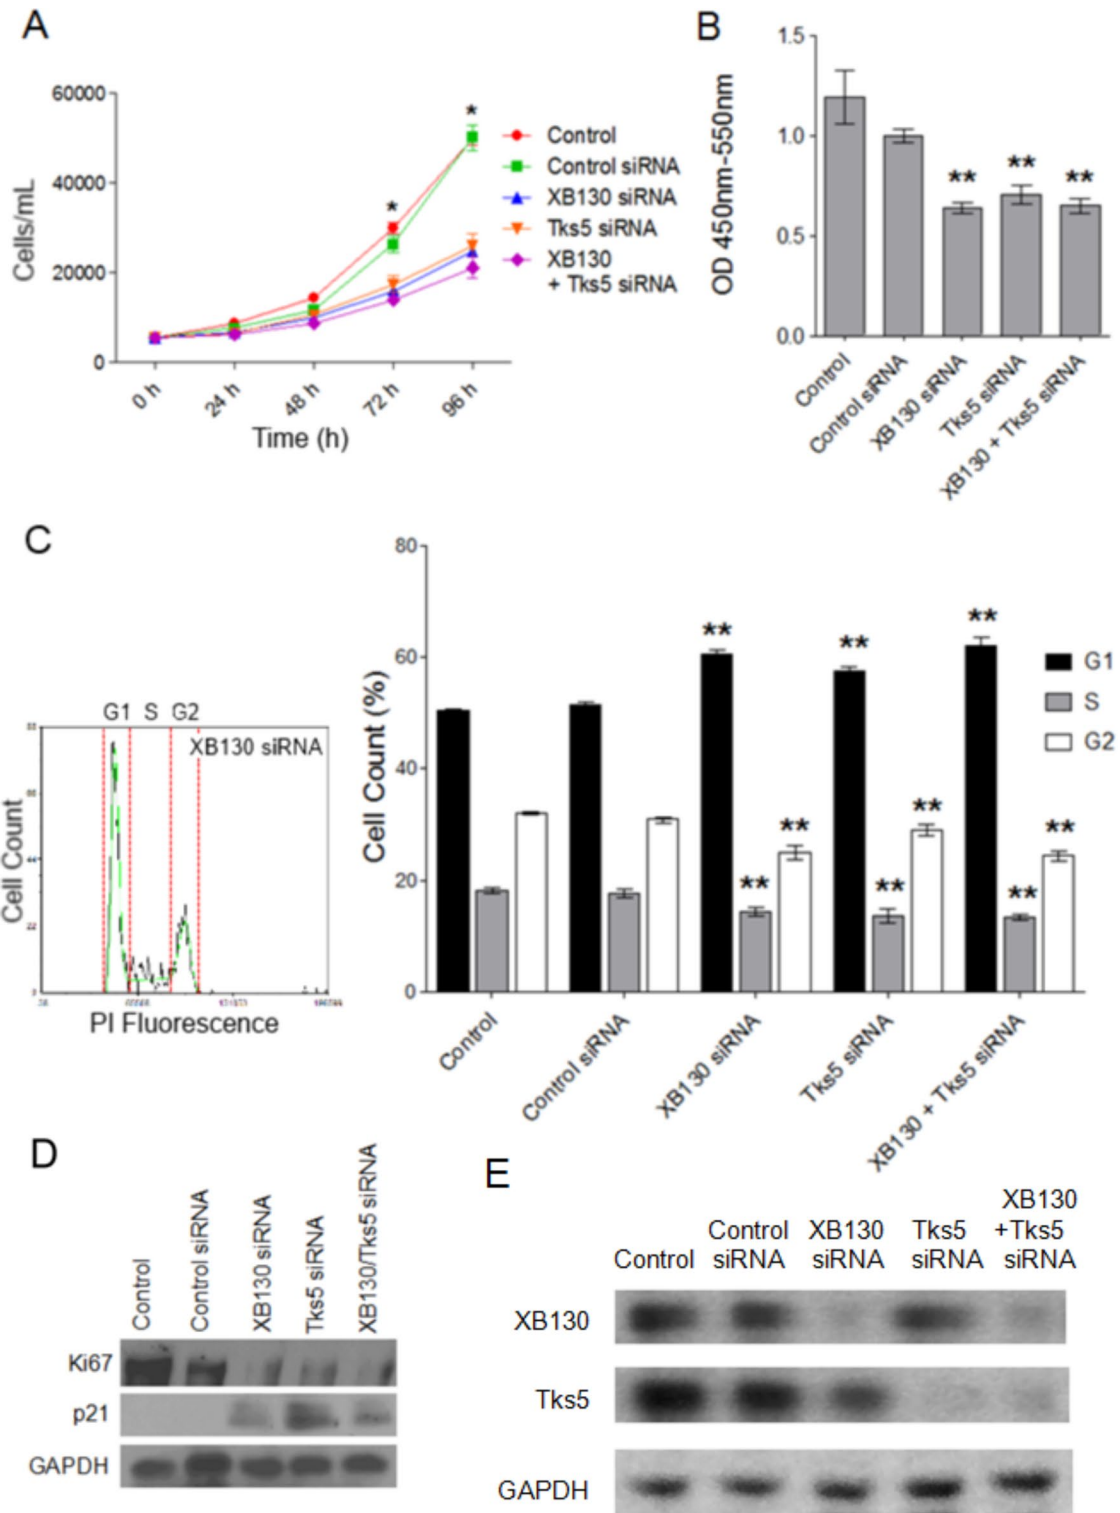 A
60000
40000
20000
0
Cells/mL
*
*
0 h
24 h
48 h
72 h
96 h
Time (h)
Control
Control siRNA
XB130 siRNA
Tks5 siRNA
XB130
+ Tks5 siRNA
B
1.5
1.0
0.5
0.0
OD 450nm-550nm
**
**
**
Control
Control siRNA
XB130 siRNA
Tks5 siRNA
XB130 + Tks5 siRNA
C
G1 S G2
XB130 siRNA
Cell Count
44
22
PI Fluorescence
80
60
40
20
0
Cell Count (%)
**
**
**
**
**
**
**
**
**
G1
S
G2
Control
Control siRNA
XB130 siRNA
Tks5 siRNA
XB130 + Tks5 siRNA
D
Control
Control siRNA
XB130 siRNA
Tks5 siRNA
XB130/Tks5 siRNA
Ki67
p21
GAPDH
E
Control
Control
siRNA
XB130
siRNA
Tks5
siRNA
XB130
+Tks5
siRNA
XB130
Tks5
GAPDH